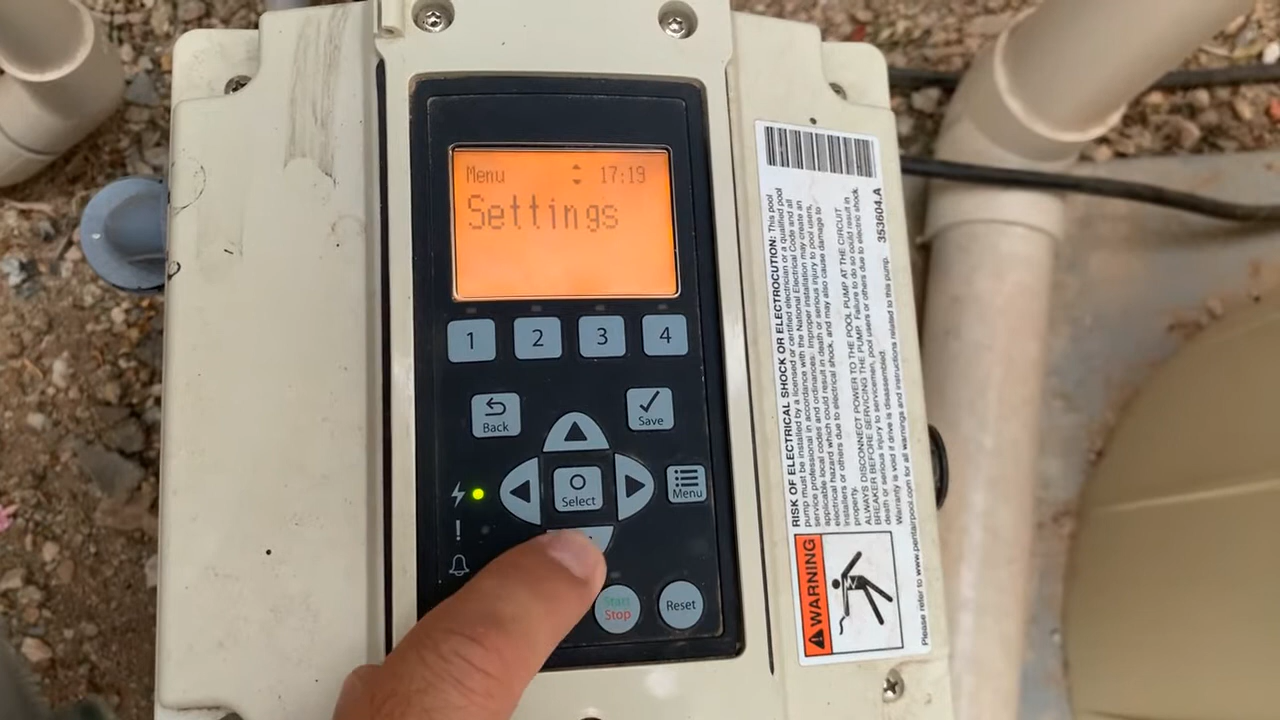 Menu 17:19
Settings
1 2 3 4
Back
Save
Select
Menu
Start
Stop
Reset
353604.A
RISK OF ELECTRICAL SHOCK OR ELECTROCUTION: This pool
pump must be installed by a licensed or certified electrician or a qualified pool
service professional in accordance with the National Electrical Code and all
applicable local codes and ordinances. Improper installation may create an
electrical hazard which could result in death or serious injury to pool users,
installers or others due to electrical shock, and may also cause damage to
property.
ALWAYS DISCONNECT POWER TO THE POOL PUMP AT THE CIRCUIT
BREAKER BEFORE SERVICING THE PUMP. Failure to do so could result in
death or serious injury to servicemen, pool users or others due to electric shock.
Warranty is void if drive is disassembled.
Please refer to www.pentairpool.com for all warnings and instructions related to this pump.
WARNING